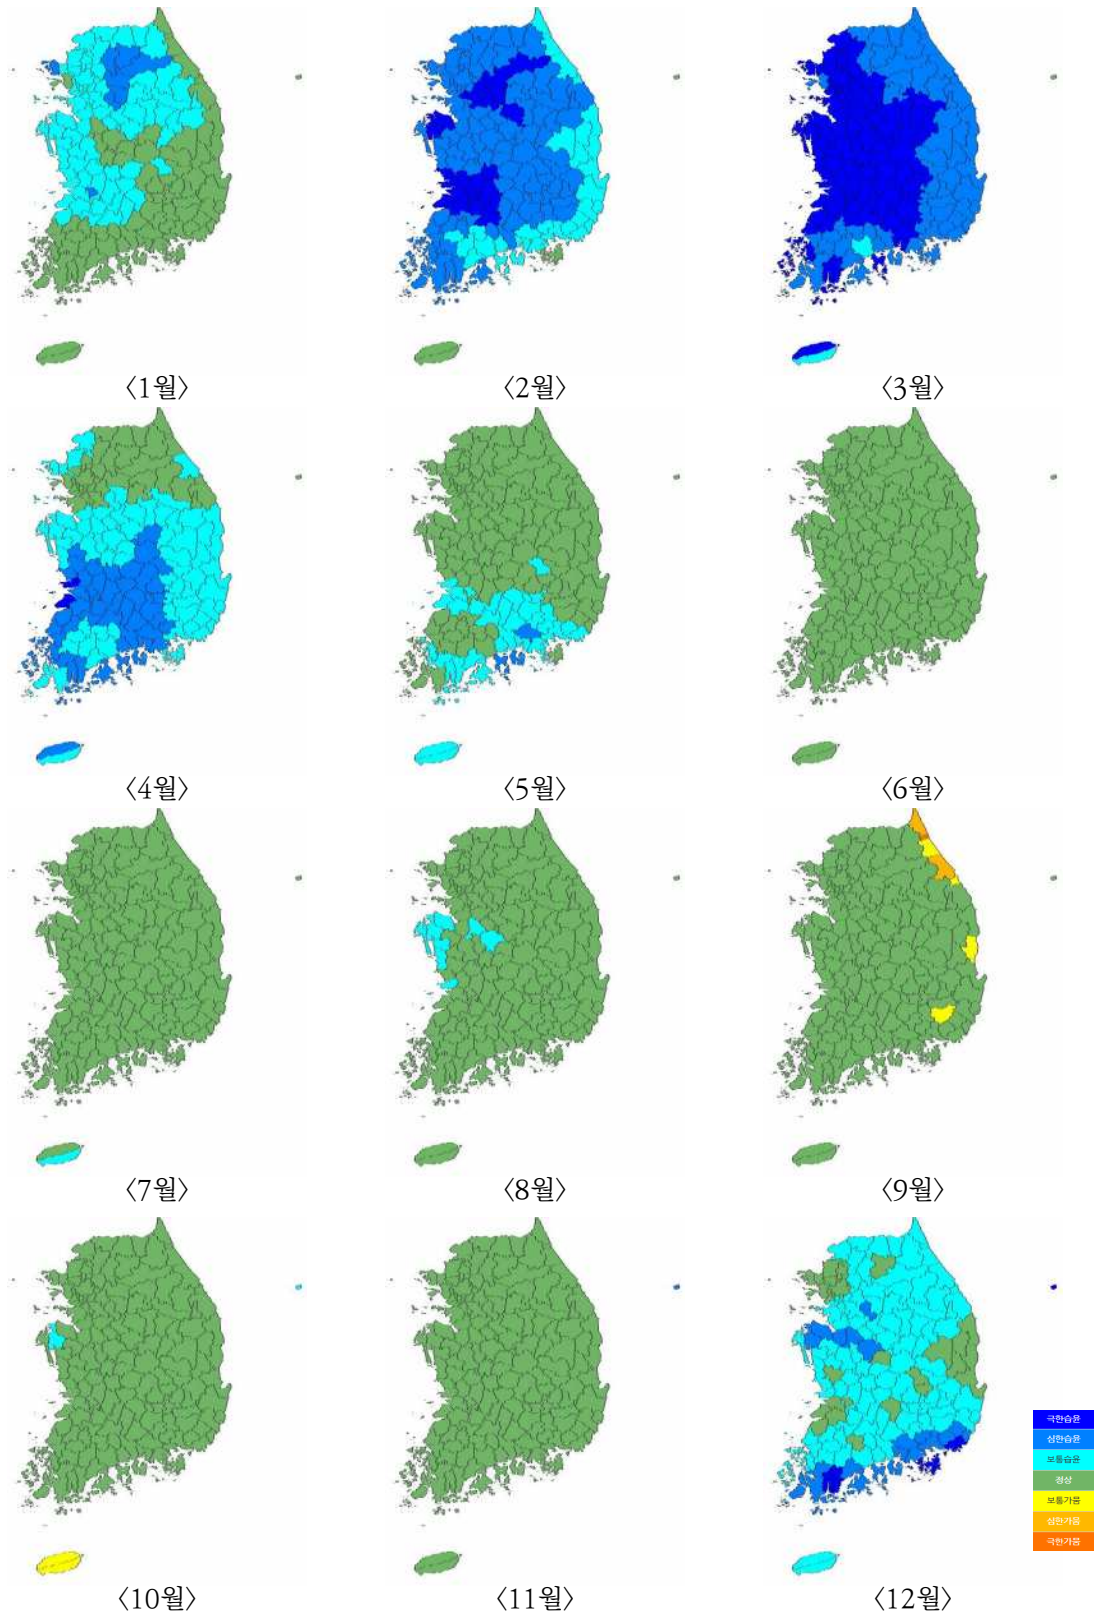 〈1월〉
〈2월〉
〈3월〉
〈4월〉
〈5월〉
〈6월〉
〈7월〉
〈8월〉
〈9월〉
극한습윤
심한습윤
보통습윤
정상
보통가뭄
심한가뭄
극한가뭄
〈10월〉
〈11월〉
〈12월〉